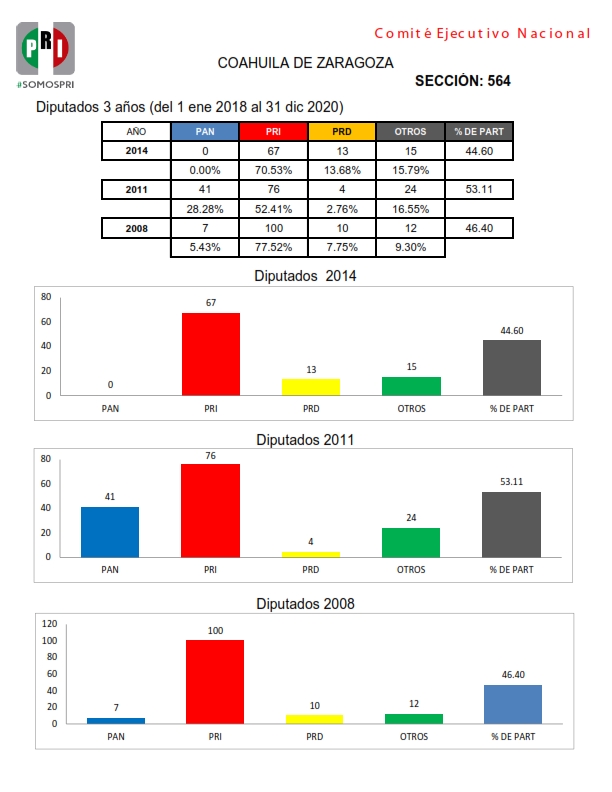 Comité Ejecutivo Nacional
PRI
#SOMOSPRI
COAHUILA DE ZARAGOZA
SECCIÓN: 564
Diputados 3 años (del 1 ene 2018 al 31 dic 2020)
AÑO PAN PRI PRD OTROS % DE PART
2014 0 67 13 15 44.60
0.00% 70.53% 13.68% 15.79%
2011 41 76 4 24 53.11
28.28% 52.41% 2.76% 16.55%
2008 7 100 10 12 46.40
5.43% 77.52% 7.75% 9.30%
Diputados 2014
80
60
40
20
0
0 67 13 15 44.60
PAN PRI PRD OTROS % DE PART
Diputados 2011
80
60
40
20
0
41 76 4 24 53.11
PAN PRI PRD OTROS % DE PART
Diputados 2008
120
100
80
60
40
20
0
7 100 10 12 46.40
PAN PRI PRD OTROS % DE PART